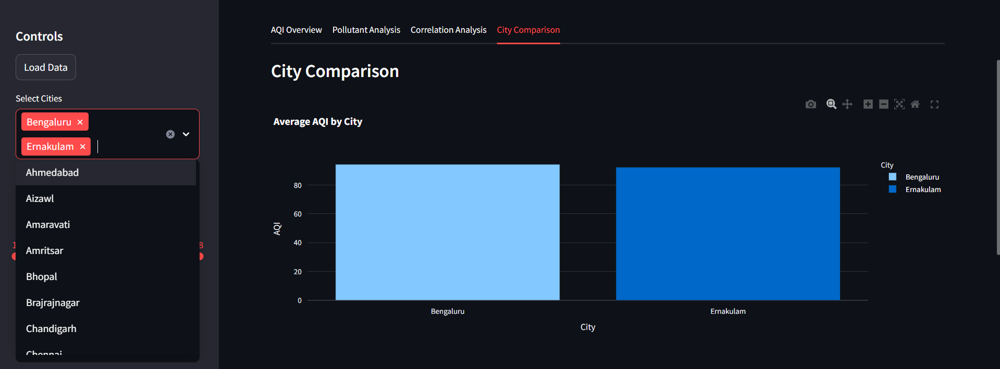 Controls
Load Data
Select Cities
Bengaluru ×
Ernakulam ×
Ahmedabad
Aizawl
Amaravati
Amritsar
Bhopal
Brajrajnagar
Chandigarh
Chennai
1
8
AQI Overview Pollutant Analysis Correlation Analysis City Comparison
City Comparison
Average AQI by City
AQI
80
60
40
20
0
Bengaluru Ernakulam
City
City
Bengaluru
Ernakulam